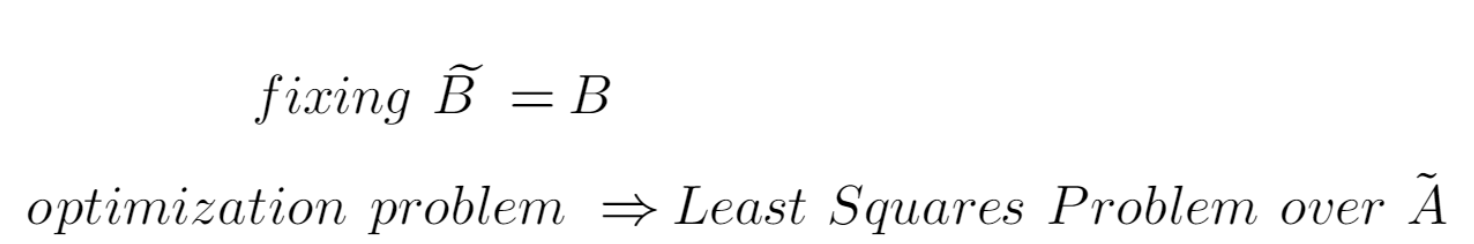 fixing B̃ = B
optimization problem ⇒ Least Squares Problem over Ã